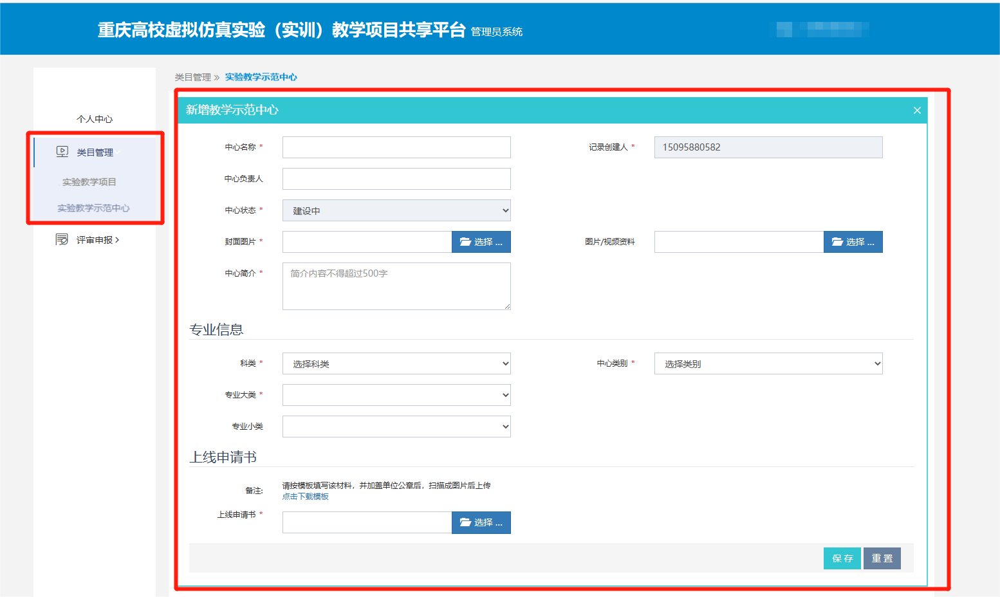 重庆高校虚拟仿真实验（实训）教学项目共享平台 管理员系统
类目管理 » 实验教学示范中心
个人中心
类目管理
实验教学项目
实验教学示范中心
评审申报
新增教学示范中心 ×
中心名称 *
记录创建人 * 15095880582
中心负责人
中心状态 * 建设中
封面图片 * 选择 ...
图片/视频资料 选择 ...
中心简介 * 简介内容不得超过500字
专业信息
科类 * 选择科类
中心类别 * 选择类别
专业大类 *
专业小类
上线申请书
备注: 请按模板填写该材料，并加盖单位公章后，扫描成图片后上传
点击下载模板
上线申请书 * 选择 ...
保 存 重 置